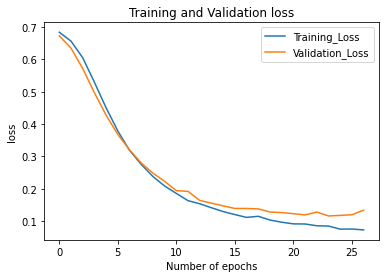 Training and Validation loss
Training_Loss
Validation_Loss
loss
0.7
0.6
0.5
0.4
0.3
0.2
0.1
0 5 10 15 20 25
Number of epochs